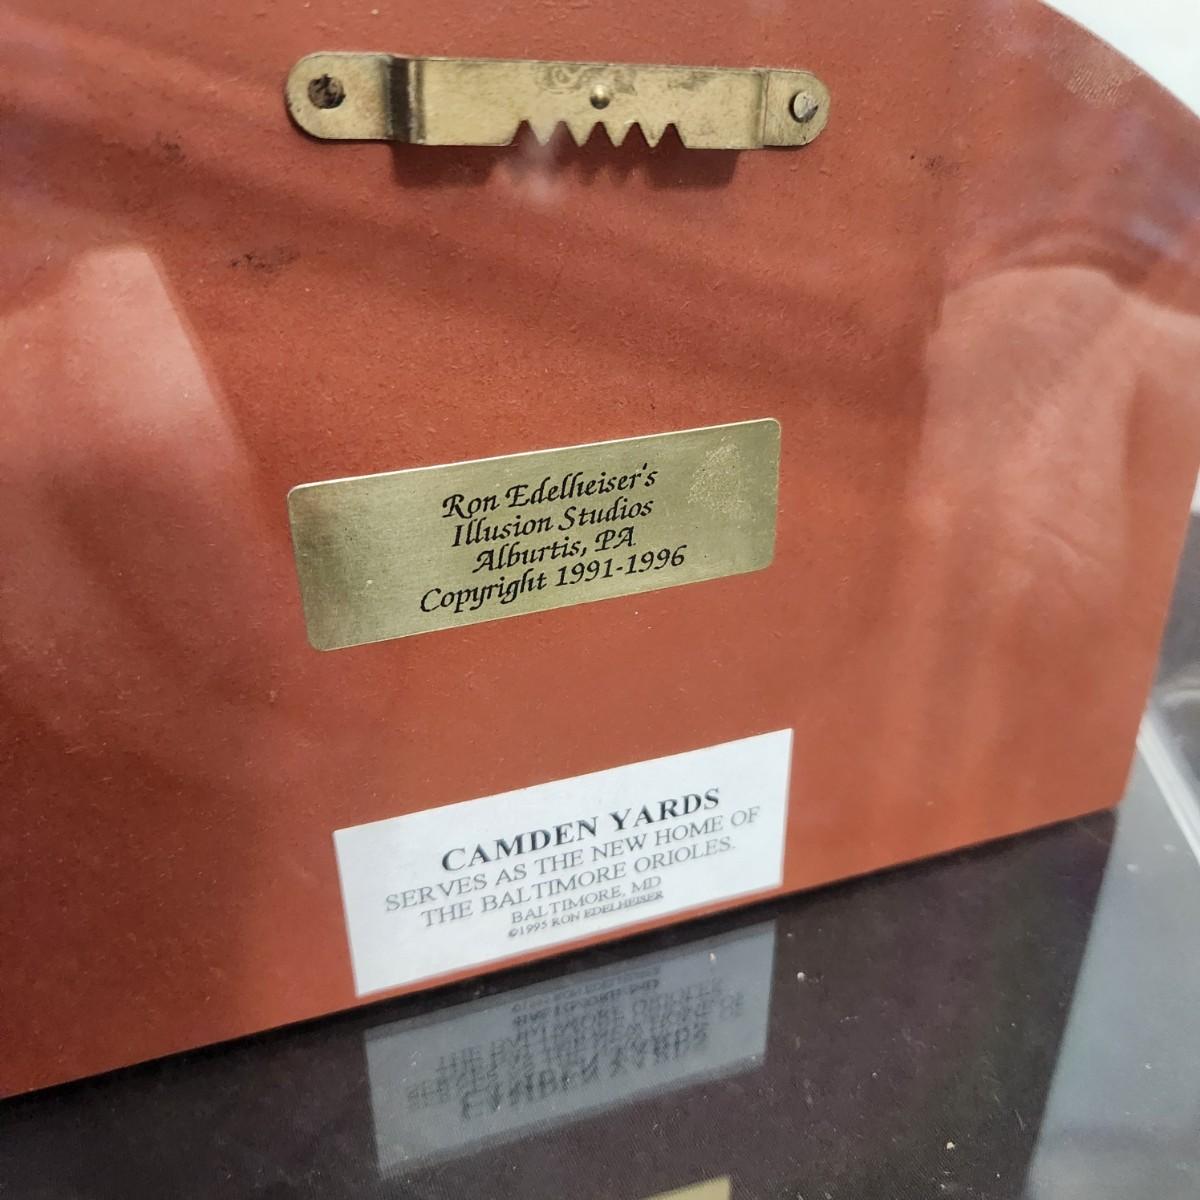 Ron Edelheiser's
Illusion Studios
Alburtis, PA
Copyright 1991-1996
CAMDEN YARDS
SERVES AS THE NEW HOME OF
THE BALTIMORE ORIOLES.
BALTIMORE, MD
©1995 RON EDELHEISER